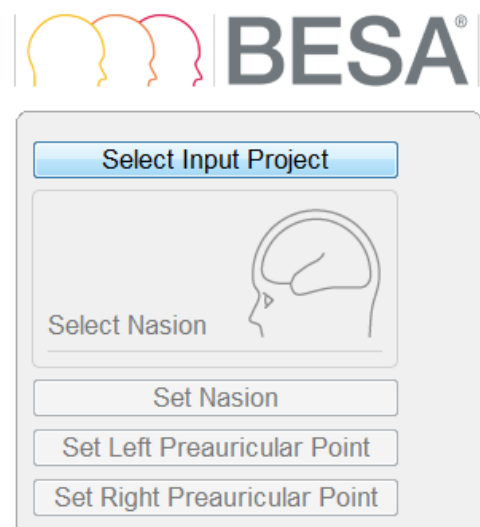 BESA®
Select Input Project
Select Nasion
Set Nasion
Set Left Preauricular Point
Set Right Preauricular Point